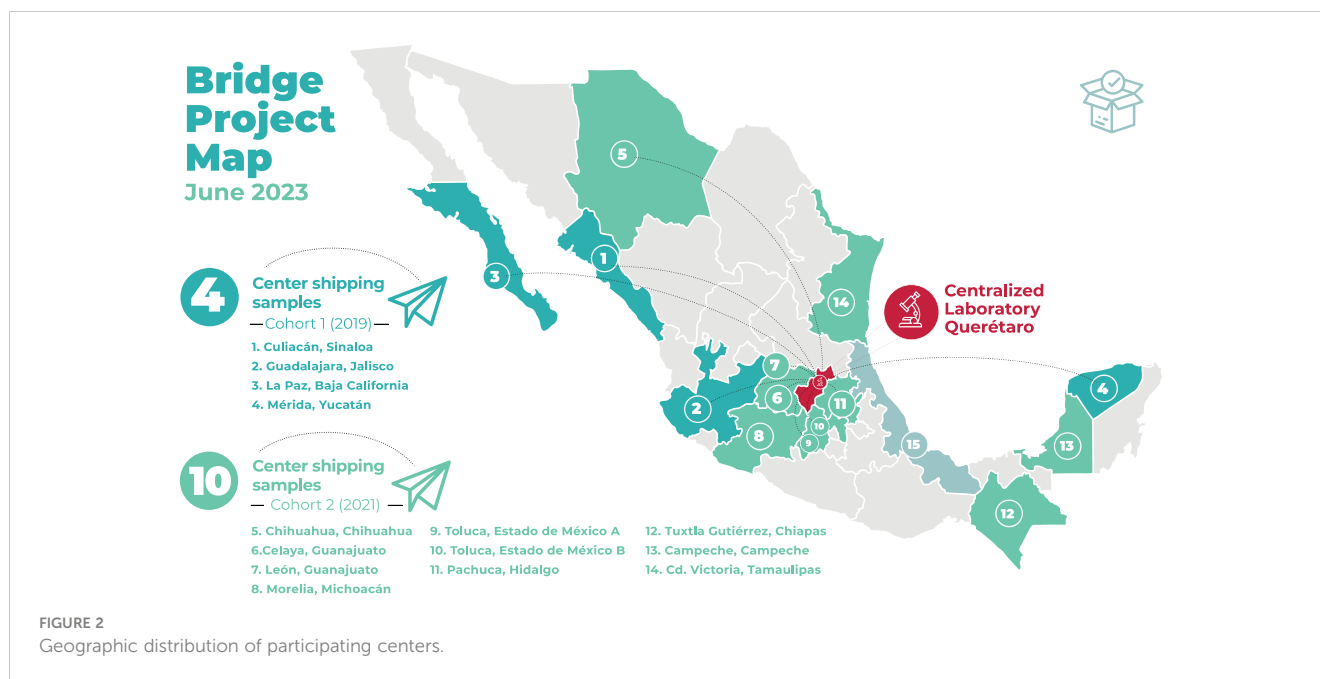 Bridge
Project
Map
June 2023
4
Center shipping
samples
Cohort 1 (2019)
1. Culiacán, Sinaloa
2. Guadalajara, Jalisco
3. La Paz, Baja California
4. Mérida, Yucatán
10
Center shipping
samples
Cohort 2 (2021)
5. Chihuahua, Chihuahua
6.Celaya, Guanajuato
7. León, Guanajuato
8. Morelia, Michoacán
9. Toluca, Estado de México A
10. Toluca, Estado de México B
11. Pachuca, Hidalgo
12. Tuxtla Gutiérrez, Chiapas
13. Campeche, Campeche
14. Cd. Victoria, Tamaulipas
5
1
3
14
Centralized
Laboratory
Querétaro
7
6
2
11
4
10
8
9
15
13
12
FIGURE 2
Geographic distribution of participating centers.